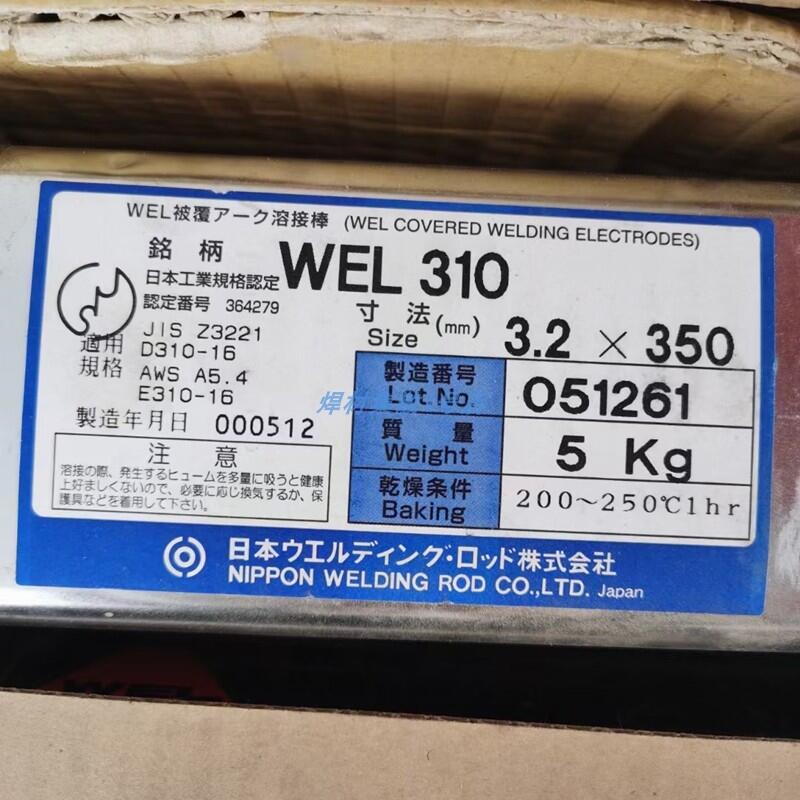 WEL被覆アーク溶接棒 (WEL COVERED WELDING ELECTRODES)
銘柄 WEL 310
日本工業規格認定
認定番号 364279
寸法(mm) 3.2 × 350
Size
適用 JIS Z3221
規格 D310-16
AWS A5.4
E310-16
製造年月日 000512
製造番号 051261
Lot.No.
質量 5 Kg
Weight
乾燥条件 200～250℃1hr
Baking
注意
溶接の際、発生するヒュームを多量に吸うと健康
上好ましくないので、必要に応じ換気するか、保
護具などを着用して下さい。
日本ウエルディング・ロッド株式会社
NIPPON WELDING ROD CO.,LTD. Japan